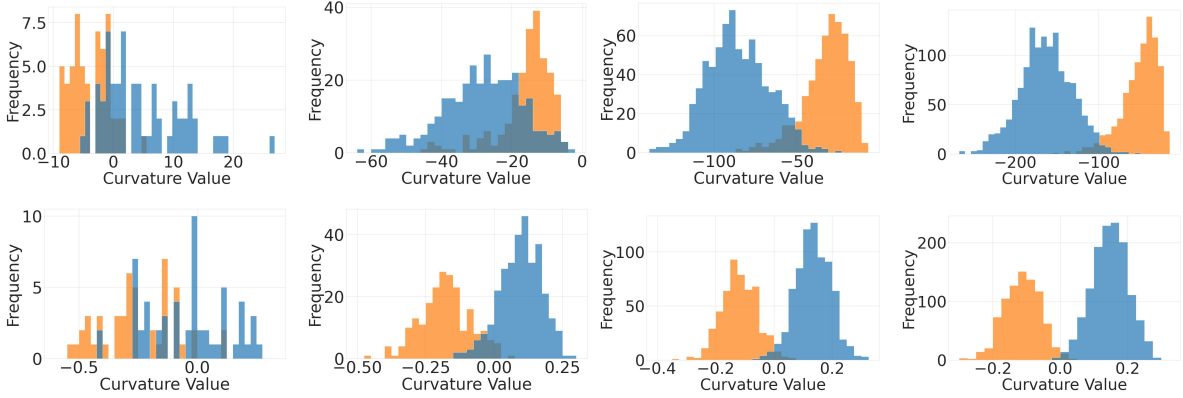 7.5
5.0
2.5
0.0
Frequency
−10 0 10 20
Curvature Value
40
20
0
Frequency
−60 −40 −20 0
Curvature Value
60
40
20
0
Frequency
−100 −50
Curvature Value
100
50
0
Frequency
−200 −100
Curvature Value
10
5
0
Frequency
−0.5 0.0
Curvature Value
40
20
0
Frequency
−0.50 −0.25 0.00 0.25
Curvature Value
100
50
0
Frequency
−0.4 −0.2 0.0 0.2
Curvature Value
200
100
0
Frequency
−0.2 0.0 0.2
Curvature Value